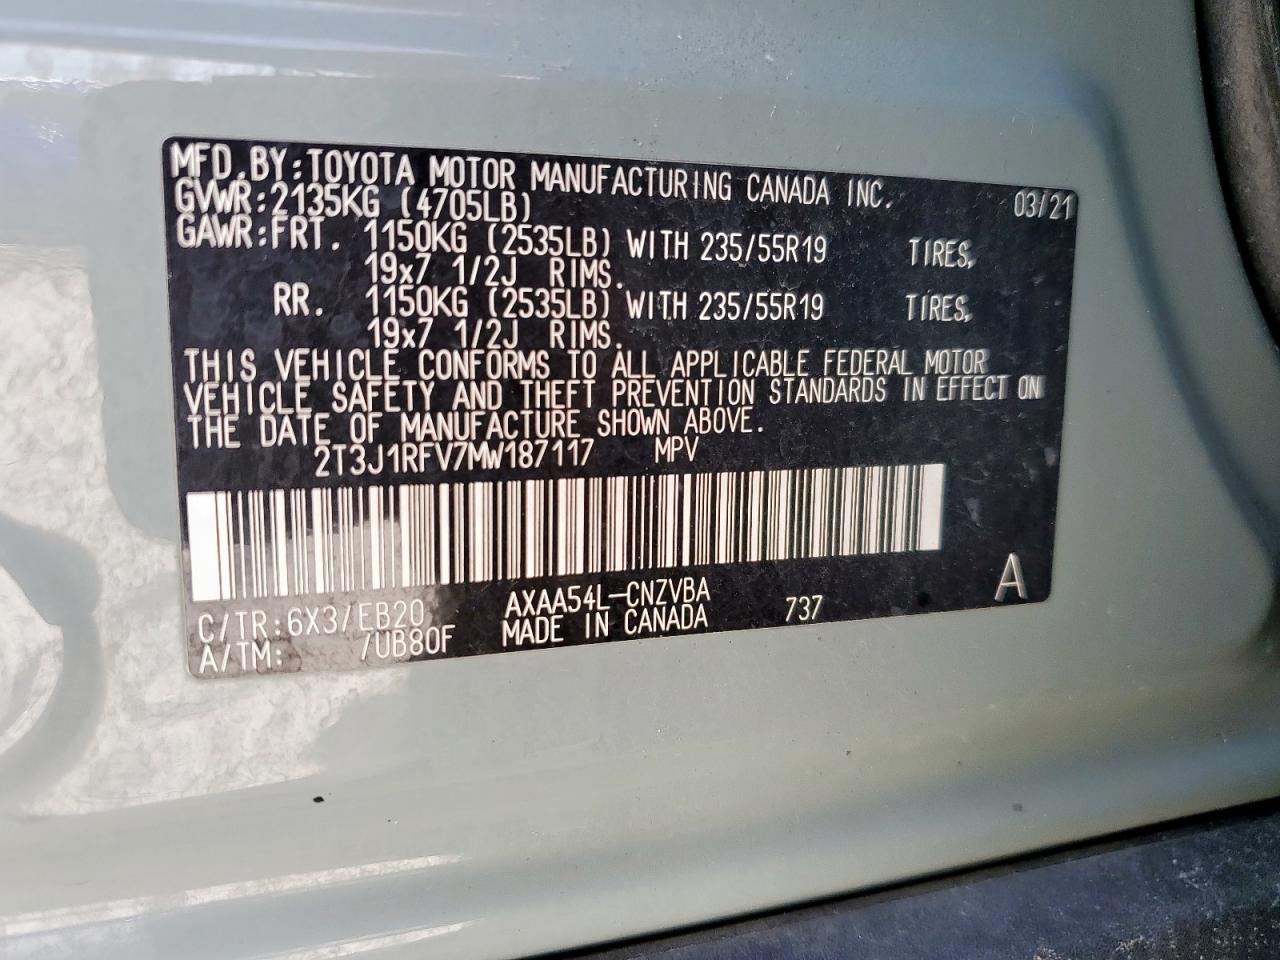 MFD.BY:TOYOTA MOTOR MANUFACTURING CANADA INC. 03/21
GVWR:2135KG (4705LB)
GAWR:FRT. 1150KG (2535LB) WITH 235/55R19 TIRES,
19x7 1/2J RIMS.
RR. 1150KG (2535LB) WITH 235/55R19 TIRES,
19x7 1/2J RIMS.
THIS VEHICLE CONFORMS TO ALL APPLICABLE FEDERAL MOTOR
VEHICLE SAFETY AND THEFT PREVENTION STANDARDS IN EFFECT ON
THE DATE OF MANUFACTURE SHOWN ABOVE.
2T3J1RFV7MW187117 MPV
C/TR:6X3/EB20 AXAA54L-CNZVBA 737 A
A/TM: /UB80F MADE IN CANADA